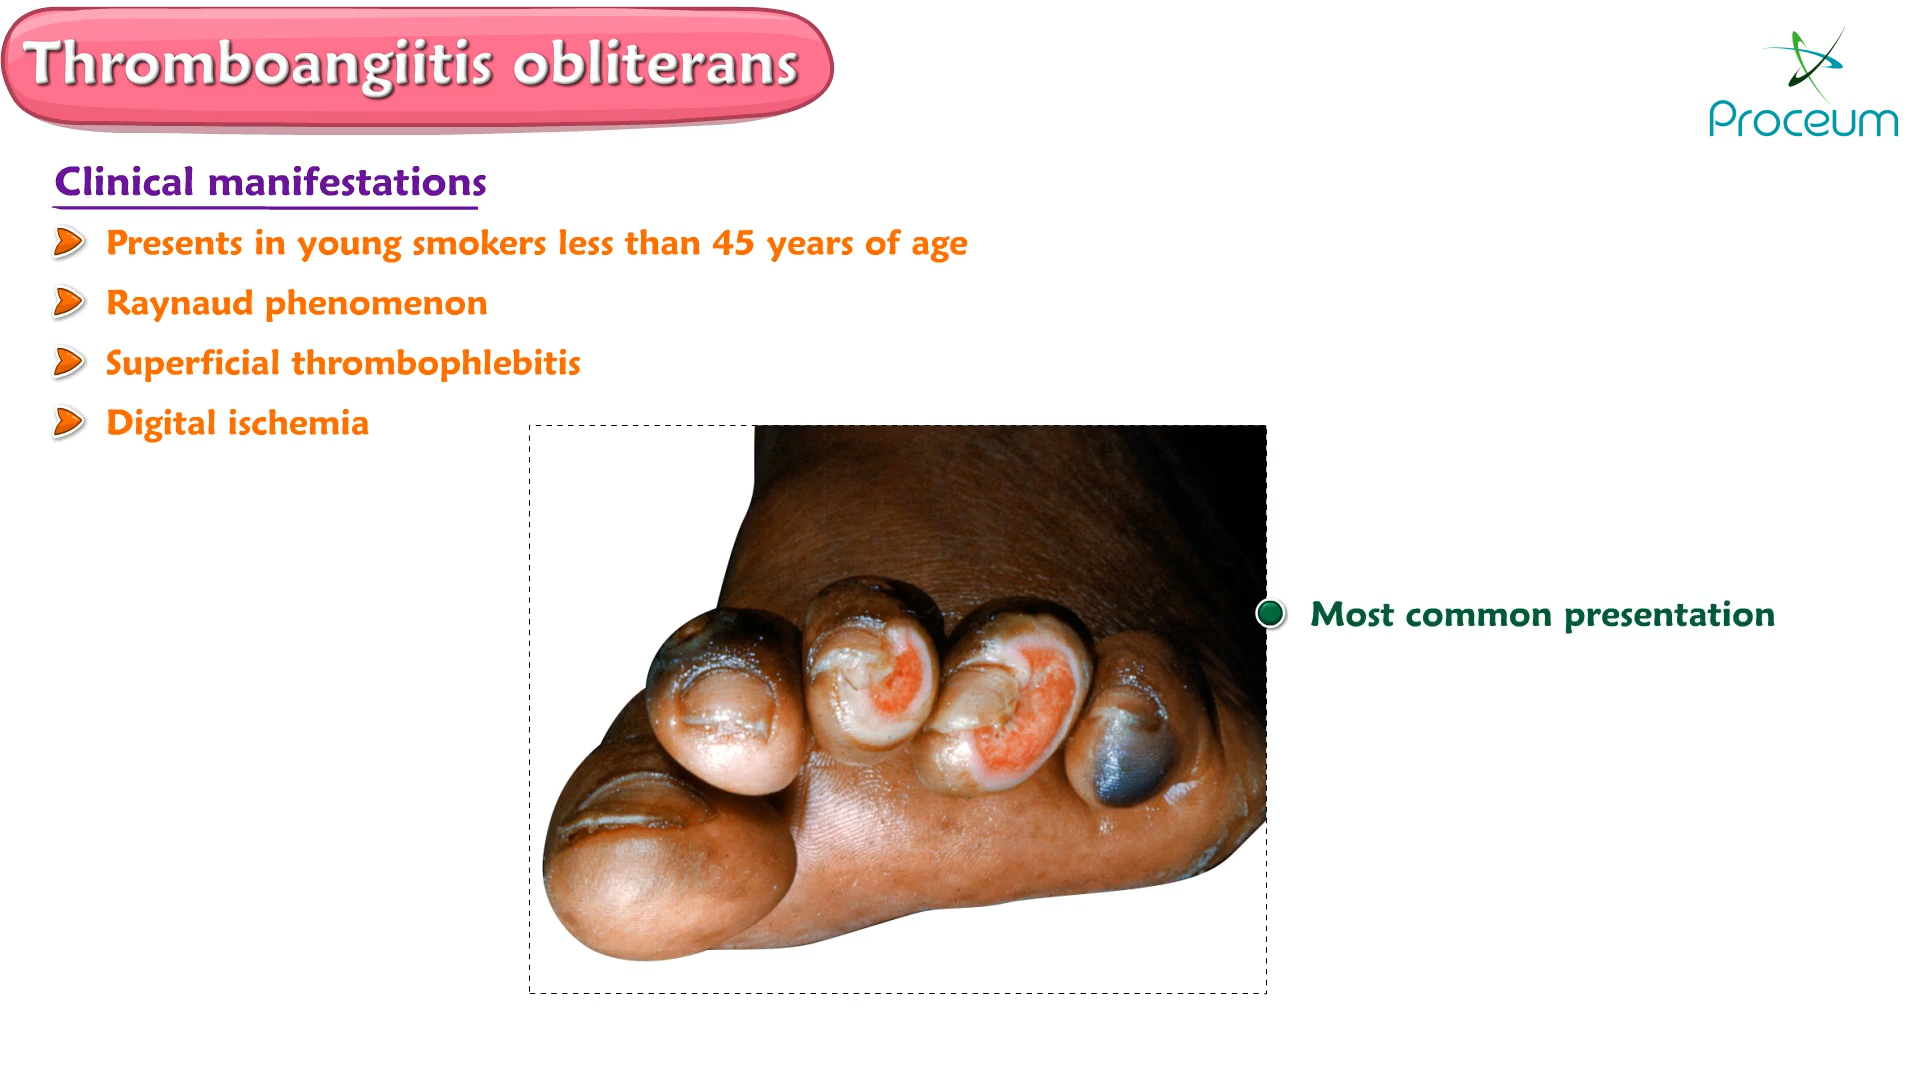 Thromboangiitis obliterans
Proceum
Clinical manifestations
Presents in young smokers less than 45 years of age
Raynaud phenomenon
Superficial thrombophlebitis
Digital ischemia
Most common presentation